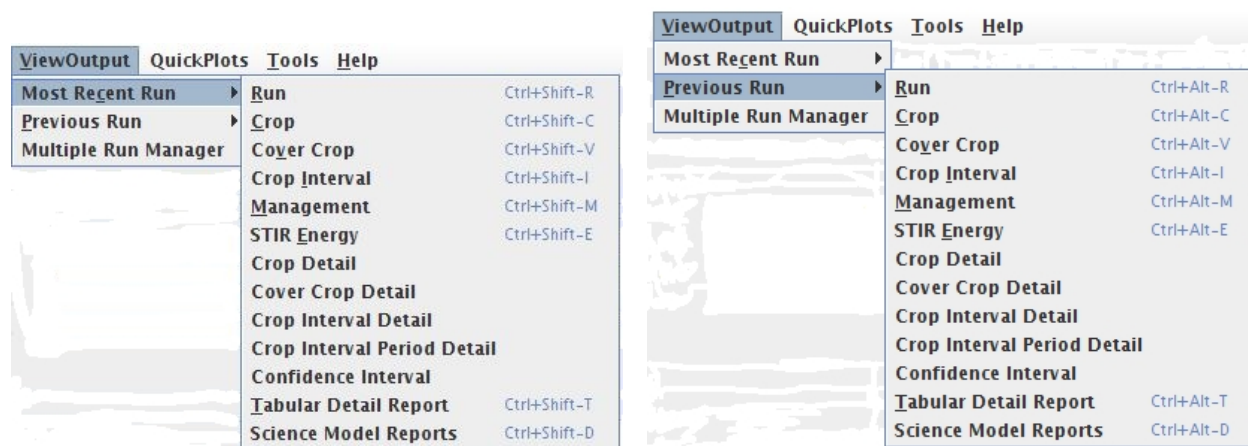 ViewOutput QuickPlots Tools Help
Most Recent Run
Previous Run
Multiple Run Manager
Run Ctrl+Shift-R
Crop Ctrl+Shift-C
Cover Crop Ctrl+Shift-V
Crop Interval Ctrl+Shift-I
Management Ctrl+Shift-M
STIR Energy Ctrl+Shift-E
Crop Detail
Cover Crop Detail
Crop Interval Detail
Crop Interval Period Detail
Confidence Interval
Tabular Detail Report Ctrl+Shift-T
Science Model Reports Ctrl+Shift-D
ViewOutput QuickPlots Tools Help
Most Recent Run
Previous Run
Multiple Run Manager
Run Ctrl+Alt-R
Crop Ctrl+Alt-C
Cover Crop Ctrl+Alt-V
Crop Interval Ctrl+Alt-I
Management Ctrl+Alt-M
STIR Energy Ctrl+Alt-E
Crop Detail
Cover Crop Detail
Crop Interval Detail
Crop Interval Period Detail
Confidence Interval
Tabular Detail Report Ctrl+Alt-T
Science Model Reports Ctrl+Alt-D